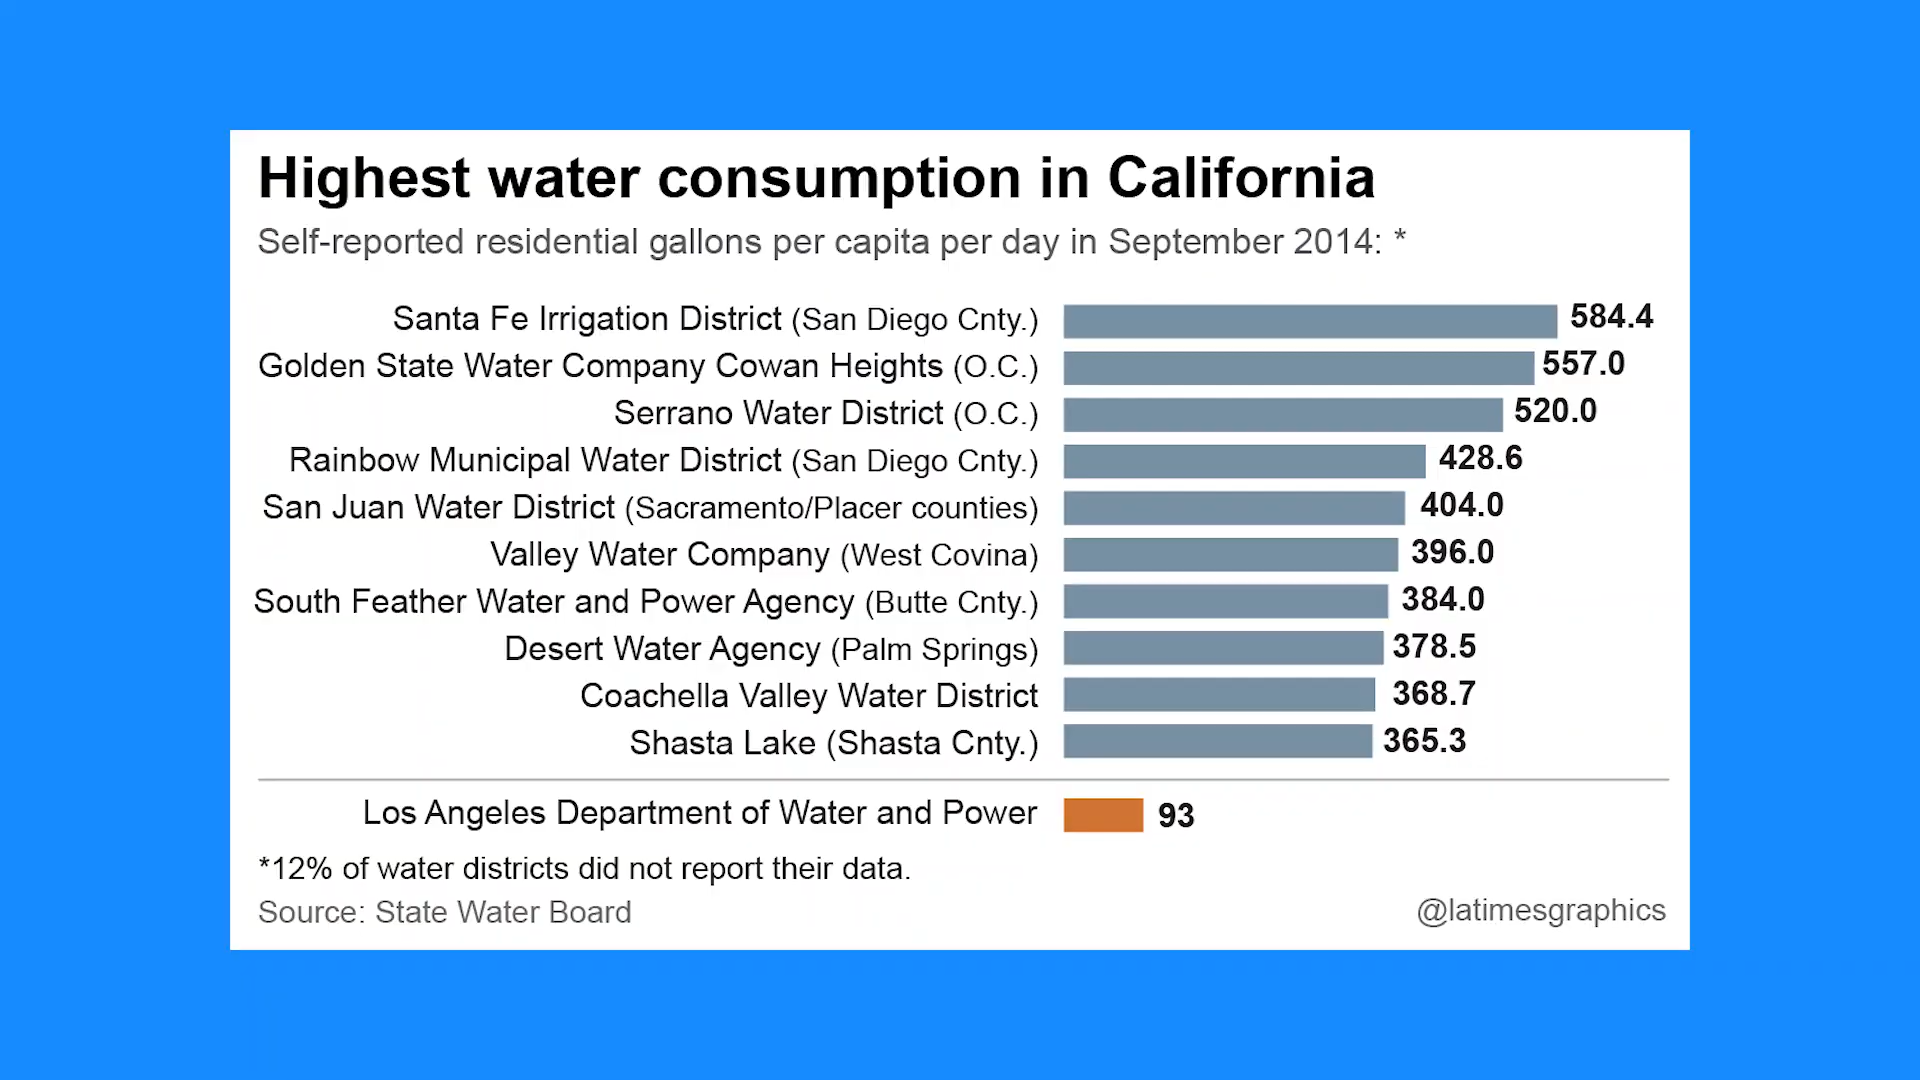 Highest water consumption in California
Self-reported residential gallons per capita per day in September 2014: *
Santa Fe Irrigation District (San Diego Cnty.) 584.4
Golden State Water Company Cowan Heights (O.C.) 557.0
Serrano Water District (O.C.) 520.0
Rainbow Municipal Water District (San Diego Cnty.) 428.6
San Juan Water District (Sacramento/Placer counties) 404.0
Valley Water Company (West Covina) 396.0
South Feather Water and Power Agency (Butte Cnty.) 384.0
Desert Water Agency (Palm Springs) 378.5
Coachella Valley Water District 368.7
Shasta Lake (Shasta Cnty.) 365.3
Los Angeles Department of Water and Power 93
*12% of water districts did not report their data.
Source: State Water Board @latimesgraphics